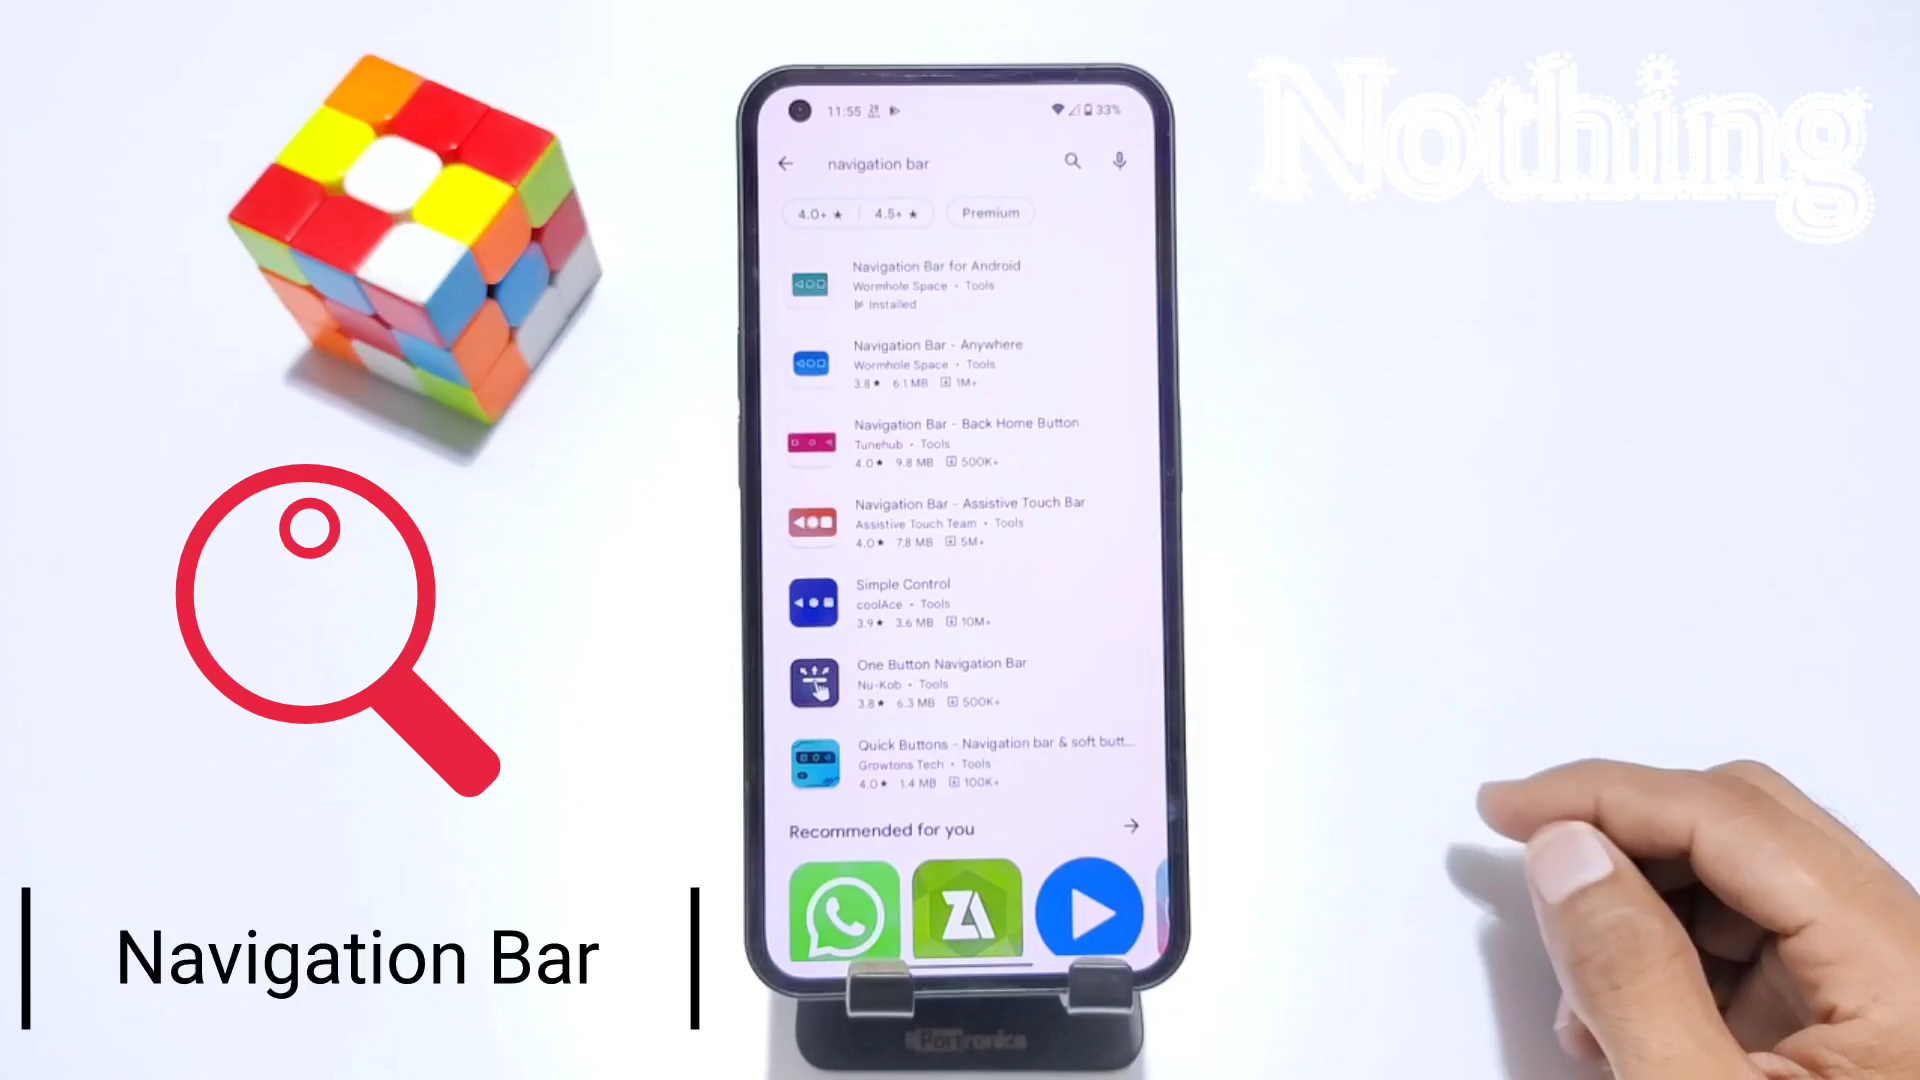 Nothing
11:55
33%
navigation bar
4.0+ ★
4.5+ ★
Premium
Navigation Bar for Android
Wormhole Space • Tools
Installed
Navigation Bar - Anywhere
Wormhole Space • Tools
3.8★ 6.1 MB 1M+
Navigation Bar - Back Home Button
Tunehub • Tools
4.0★ 9.8 MB 500K+
Navigation Bar - Assistive Touch Bar
Assistive Touch Team • Tools
4.0★ 7.8 MB 5M+
Simple Control
coolAce • Tools
3.9★ 3.6 MB 10M+
One Button Navigation Bar
Nu-Kob • Tools
3.8★ 6.3 MB 500K+
Quick Buttons - Navigation bar & soft butt...
Growtons Tech • Tools
4.0★ 1.4 MB 100K+
Recommended for you
ZA
Portronics
Navigation Bar